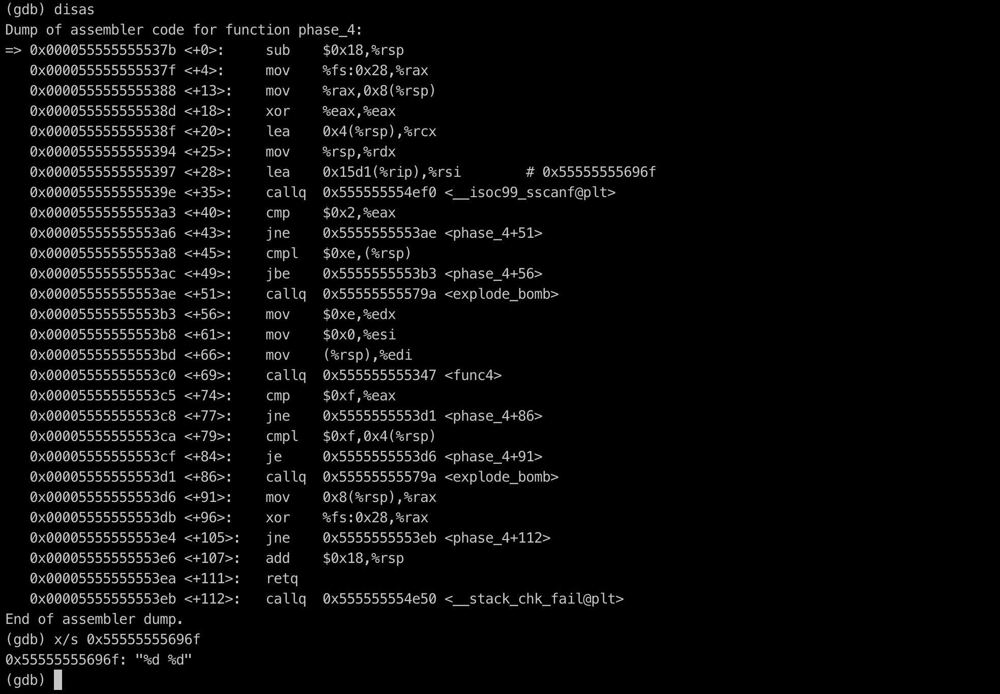 (gdb) disas
Dump of assembler code for function phase_4:
=> 0x000055555555537b <+0>:     sub    $0x18,%rsp
   0x000055555555537f <+4>:     mov    %fs:0x28,%rax
   0x0000555555555388 <+13>:    mov    %rax,0x8(%rsp)
   0x000055555555538d <+18>:    xor    %eax,%eax
   0x000055555555538f <+20>:    lea    0x4(%rsp),%rcx
   0x0000555555555394 <+25>:    mov    %rsp,%rdx
   0x0000555555555397 <+28>:    lea    0x15d1(%rip),%rsi        # 0x55555555696f
   0x000055555555539e <+35>:    callq  0x555555554ef0 <__isoc99_sscanf@plt>
   0x00005555555553a3 <+40>:    cmp    $0x2,%eax
   0x00005555555553a6 <+43>:    jne    0x5555555553ae <phase_4+51>
   0x00005555555553a8 <+45>:    cmpl   $0xe,(%rsp)
   0x00005555555553ac <+49>:    jbe    0x5555555553b3 <phase_4+56>
   0x00005555555553ae <+51>:    callq  0x55555555579a <explode_bomb>
   0x00005555555553b3 <+56>:    mov    $0xe,%edx
   0x00005555555553b8 <+61>:    mov    $0x0,%esi
   0x00005555555553bd <+66>:    mov    (%rsp),%edi
   0x00005555555553c0 <+69>:    callq  0x555555555347 <func4>
   0x00005555555553c5 <+74>:    cmp    $0xf,%eax
   0x00005555555553c8 <+77>:    jne    0x5555555553d1 <phase_4+86>
   0x00005555555553ca <+79>:    cmpl   $0xf,0x4(%rsp)
   0x00005555555553cf <+84>:    je     0x5555555553d6 <phase_4+91>
   0x00005555555553d1 <+86>:    callq  0x55555555579a <explode_bomb>
   0x00005555555553d6 <+91>:    mov    0x8(%rsp),%rax
   0x00005555555553db <+96>:    xor    %fs:0x28,%rax
   0x00005555555553e4 <+105>:   jne    0x5555555553eb <phase_4+112>
   0x00005555555553e6 <+107>:   add    $0x18,%rsp
   0x00005555555553ea <+111>:   retq
   0x00005555555553eb <+112>:   callq  0x555555554e50 <__stack_chk_fail@plt>
End of assembler dump.
(gdb) x/s 0x55555555696f
0x55555555696f: "%d %d"
(gdb)